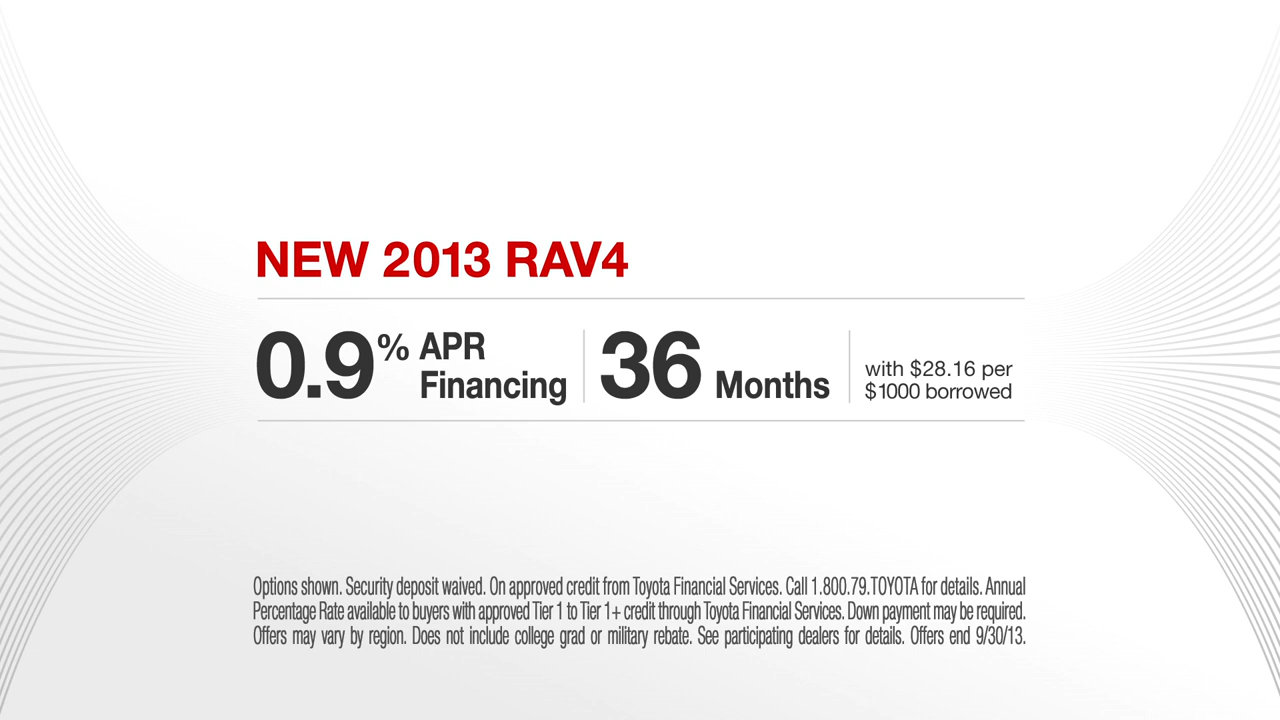 NEW 2013 RAV4
0.9% APR Financing
36 Months
with $28.16 per
$1000 borrowed
Options shown. Security deposit waived. On approved credit from Toyota Financial Services. Call 1.800.79.TOYOTA for details. Annual
Percentage Rate available to buyers with approved Tier 1 to Tier 1+ credit through Toyota Financial Services. Down payment may be required.
Offers may vary by region. Does not include college grad or military rebate. See participating dealers for details. Offers end 9/30/13.